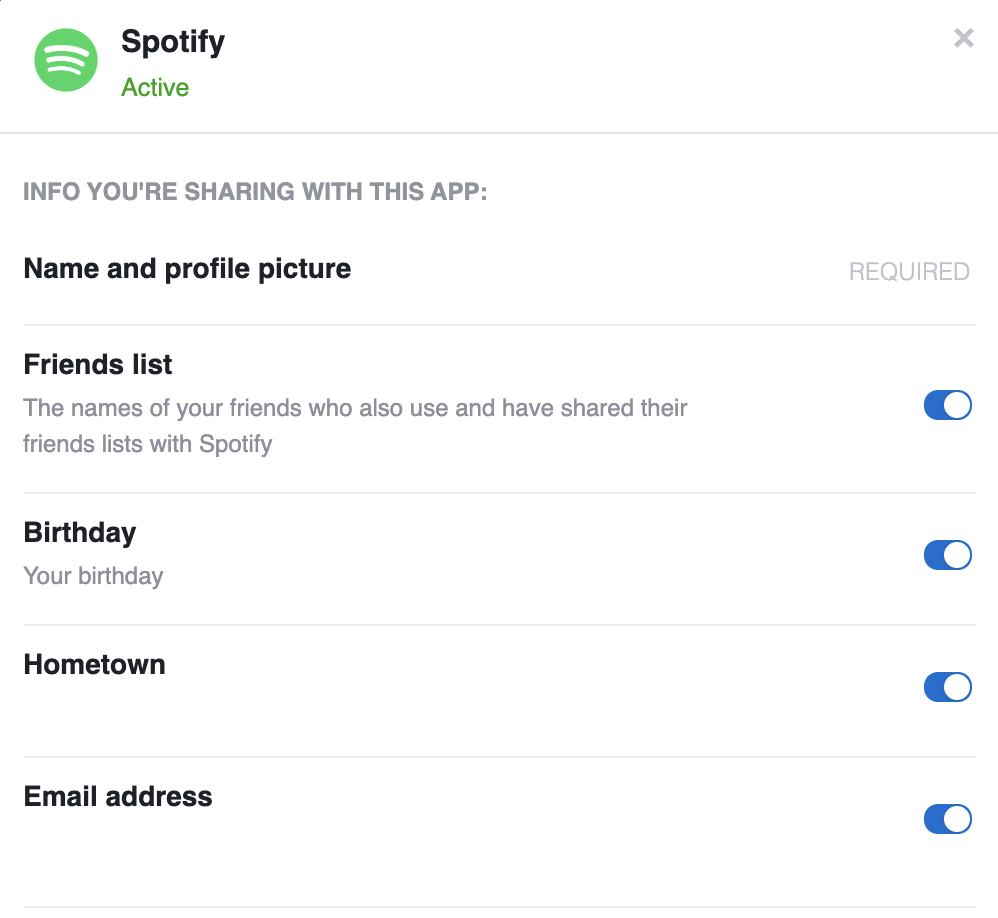 Spotify
Active
INFO YOU'RE SHARING WITH THIS APP:
Name and profile picture
REQUIRED
Friends list
The names of your friends who also use and have shared their
friends lists with Spotify
Birthday
Your birthday
Hometown
Email address